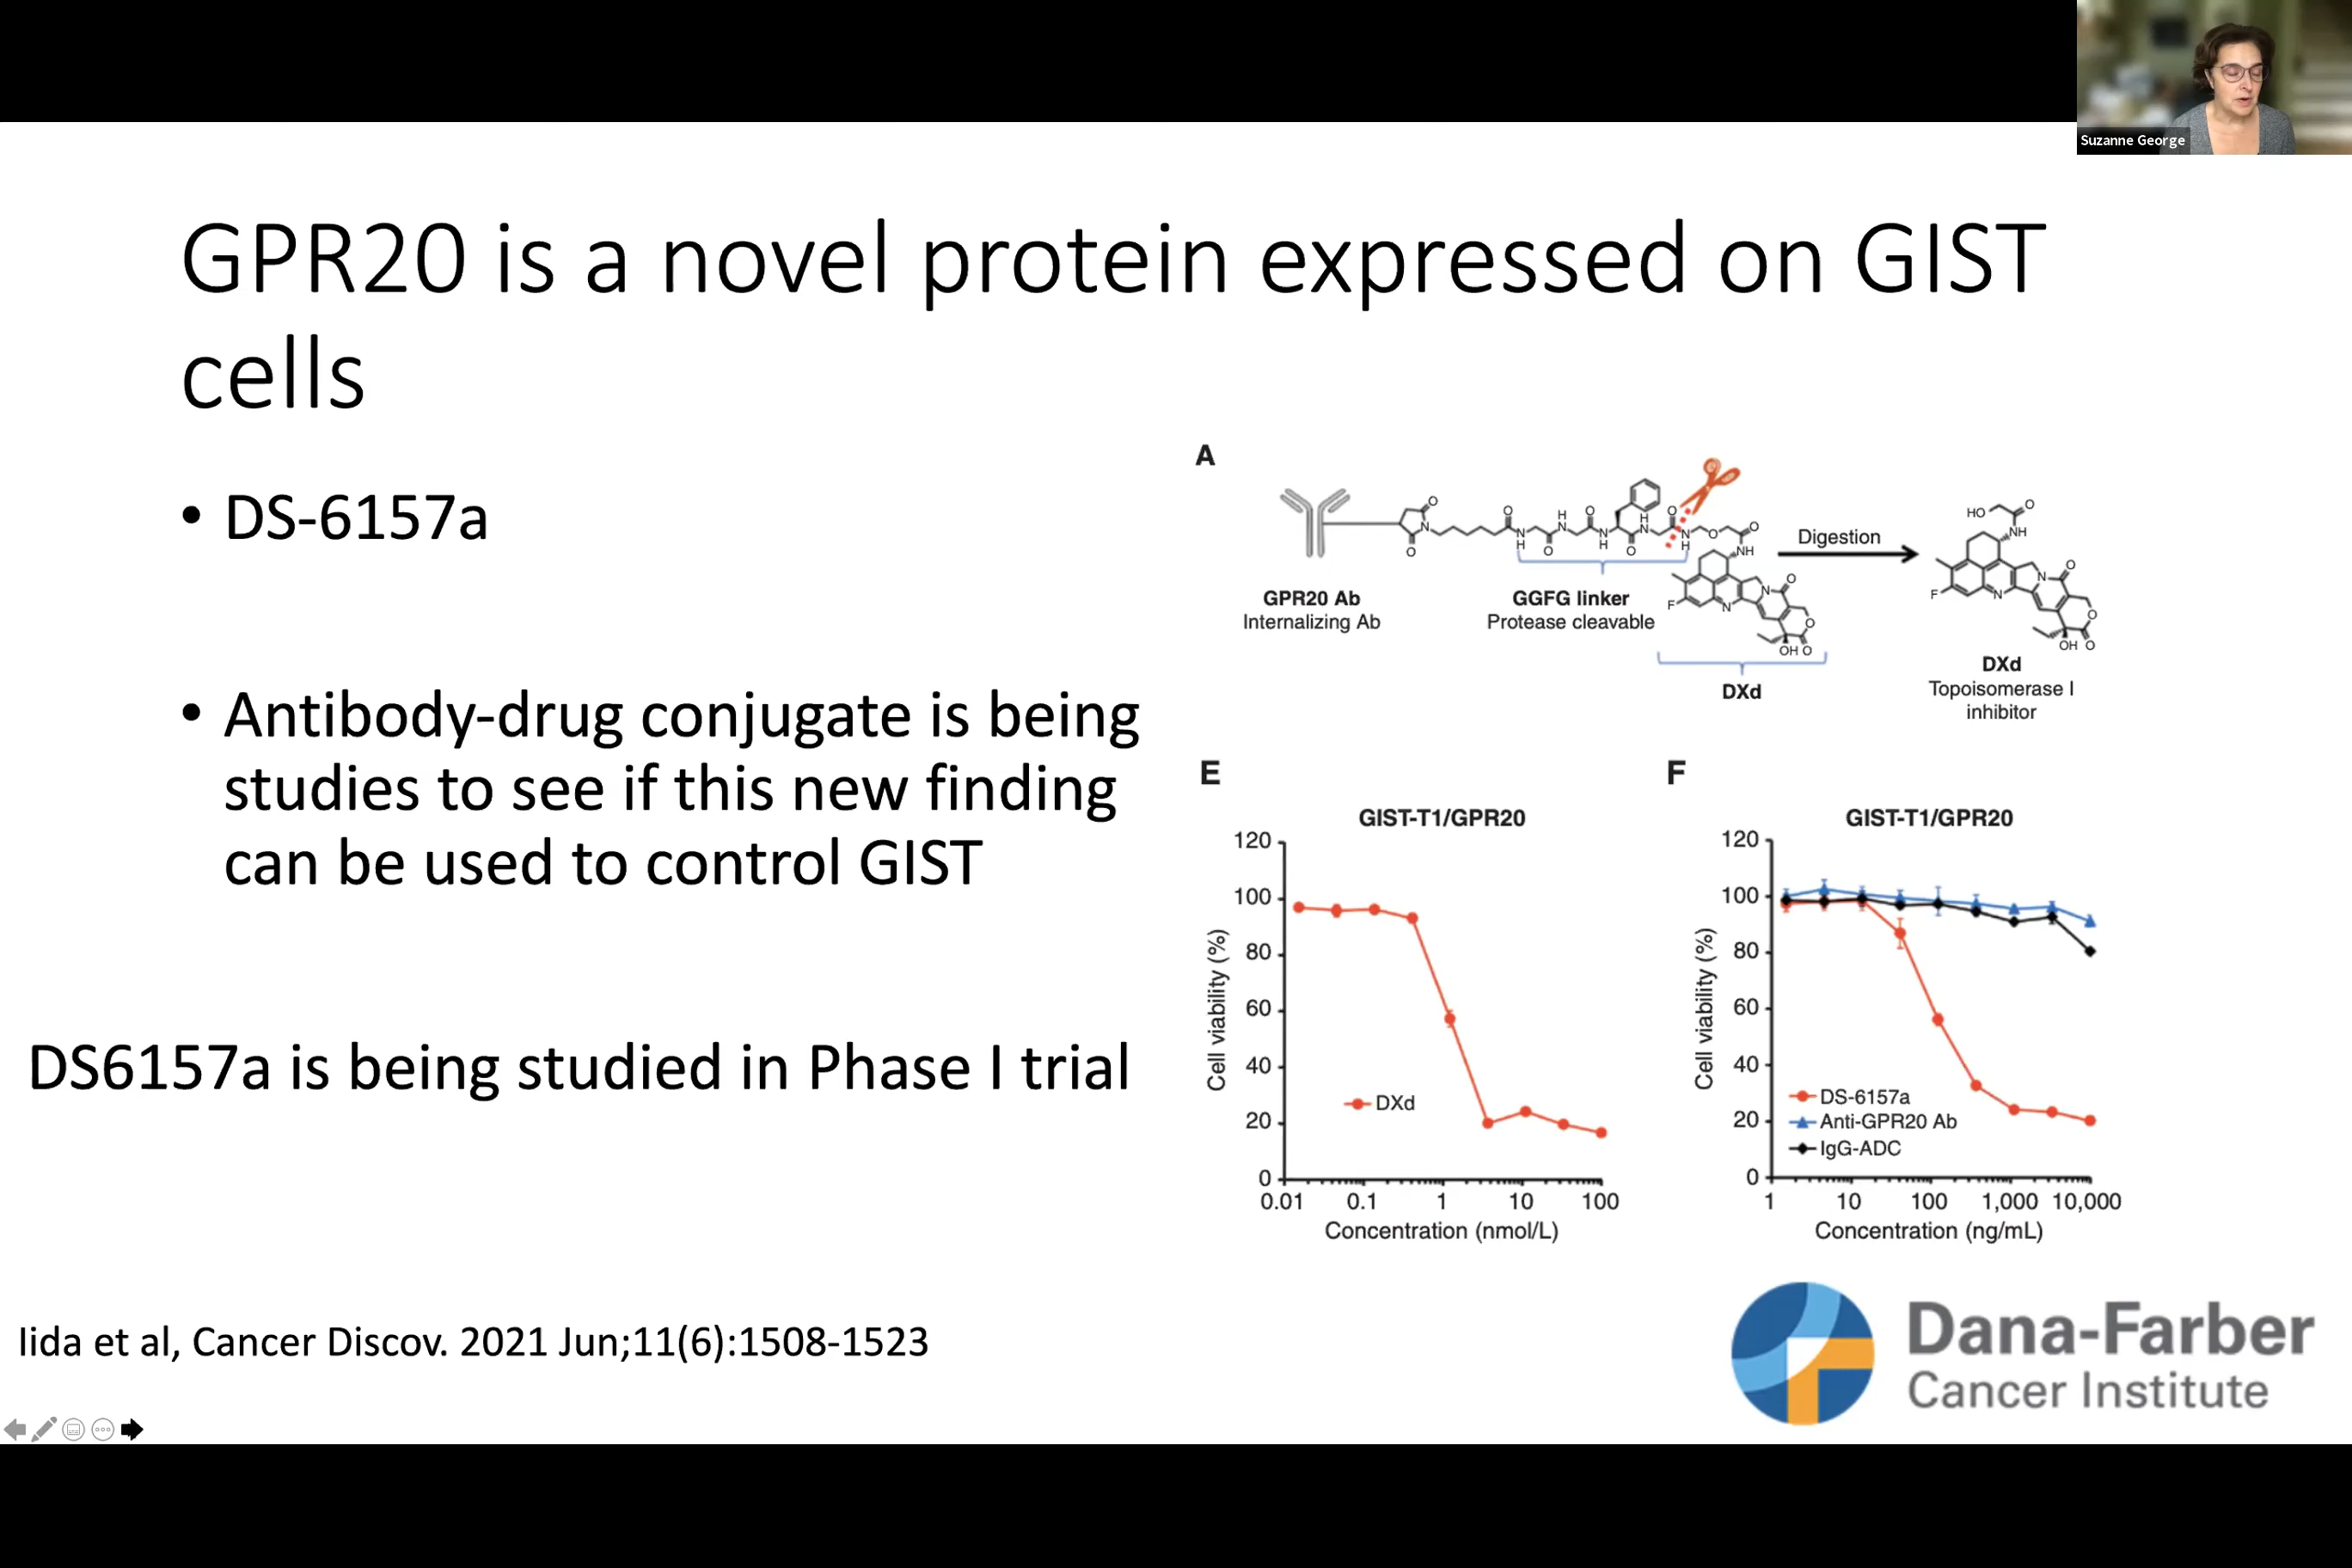 Suzanne George
GPR20 is a novel protein expressed on GIST
cells
• DS-6157a
• Antibody-drug conjugate is being
studies to see if this new finding
can be used to control GIST
DS6157a is being studied in Phase I trial
Iida et al, Cancer Discov. 2021 Jun;11(6):1508-1523
A
GPR20 Ab
Internalizing Ab
GGFG linker
Protease cleavable
DXd
Digestion
DXd
Topoisomerase I
inhibitor
O
O
N
O
N
H
O
H
N
O
N
H
O
H
N
O
N
H
O
O
NH
F
N
N
O
O
OH O
HO
O
NH
F
N
N
O
O
OH O
E
GIST-T1/GPR20
Cell viability (%)
120
100
80
60
40
20
0
DXd
0.01 0.1 1 10 100
Concentration (nmol/L)
F
GIST-T1/GPR20
Cell viability (%)
120
100
80
60
40
20
0
DS-6157a
Anti-GPR20 Ab
IgG-ADC
1 10 100 1,000 10,000
Concentration (ng/mL)
Dana-Farber
Cancer Institute